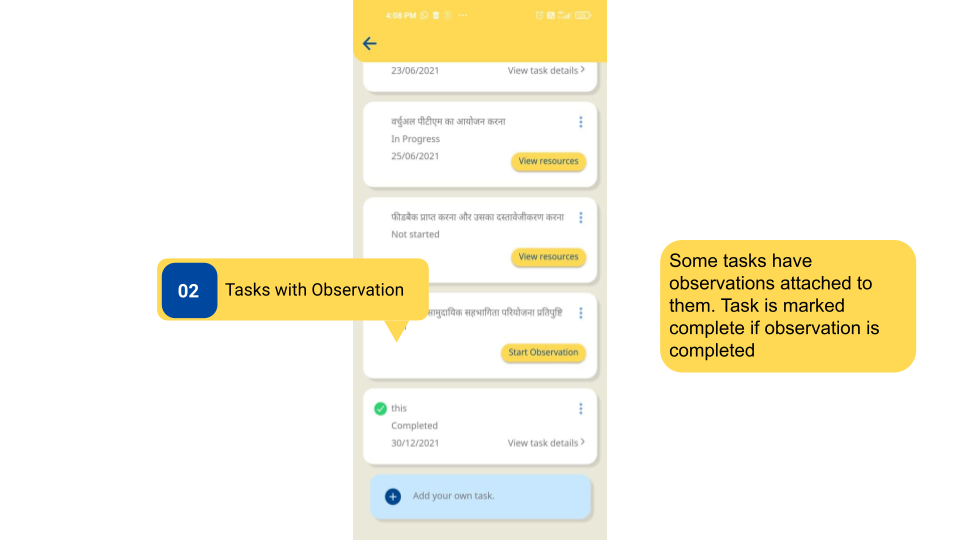 4:58 PM
23/06/2021
View task details >
वर्चुअल पीटीएम का आयोजन करना
In Progress
25/06/2021
View resources
फीडबैक प्राप्त करना और उसका दस्तावेजीकरण करना
Not started
View resources
02
Tasks with Observation
सामुदायिक सहभागिता परियोजना प्रतिपुष्टि
Start Observation
this
Completed
30/12/2021
View task details >
Add your own task.
Some tasks have
observations attached to
them. Task is marked
complete if observation is
completed